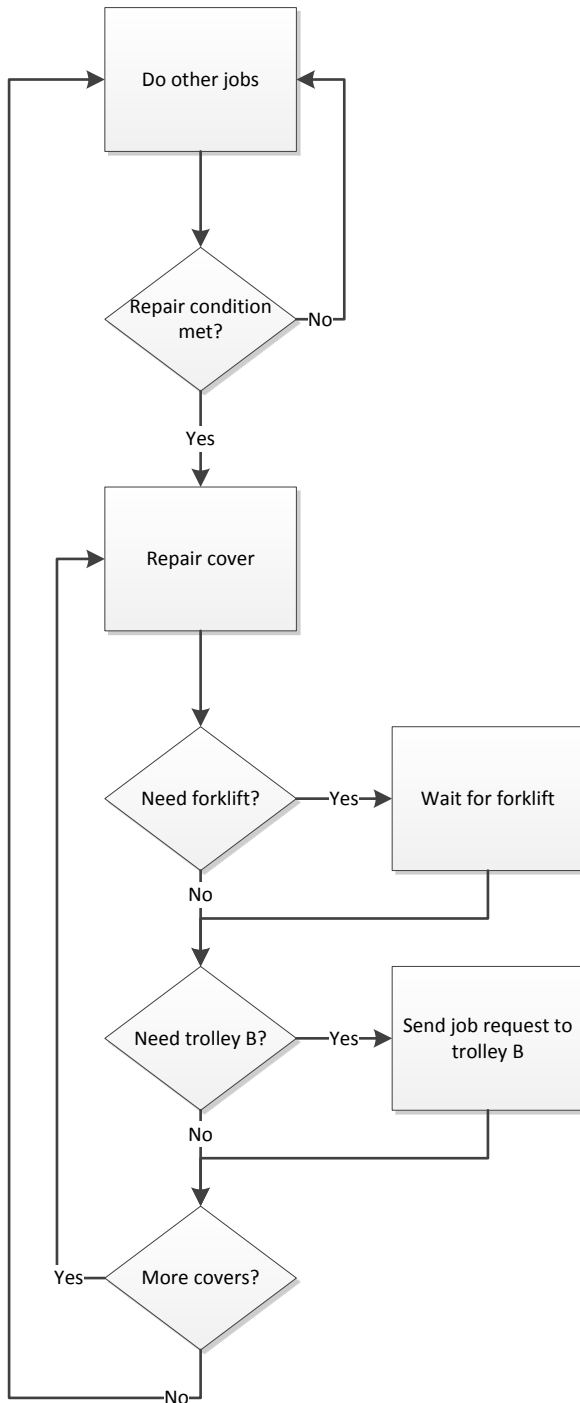 Do other jobs
Repair condition
met?
No
Yes
Repair cover
Need forklift?
Yes
Wait for forklift
No
Need trolley B?
Yes
Send job request to
trolley B
No
More covers?
Yes
No